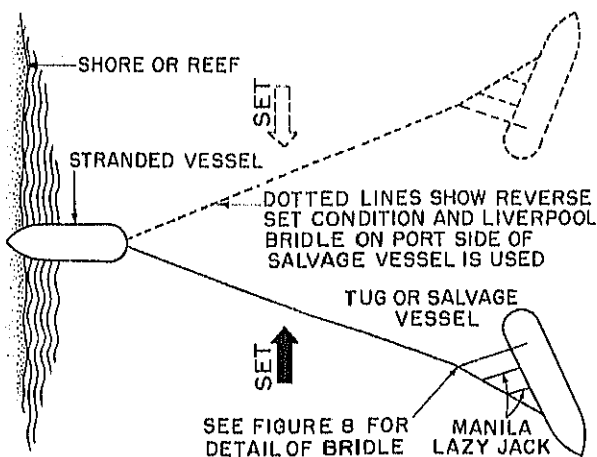 SHORE OR REEF
SET
STRANDED VESSEL
DOTTED LINES SHOW REVERSE
SET CONDITION AND LIVERPOOL
BRIDLE ON PORT SIDE OF
SALVAGE VESSEL IS USED
TUG OR SALVAGE
VESSEL
SET
SEE FIGURE 8 FOR
DETAIL OF BRIDLE
MANILA
LAZY JACK